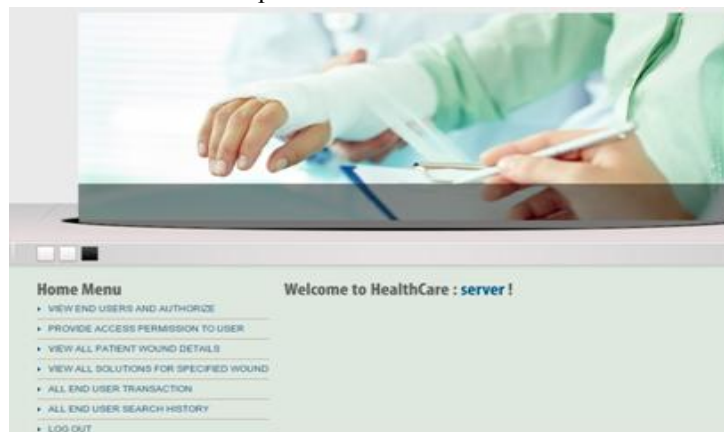 Home Menu
Welcome to HealthCare : server !
VIEW END USERS AND AUTHORIZE
PROVIDE ACCESS PERMISSION TO USER
VIEW ALL PATIENT WOUND DETAILS
VIEW ALL SOLUTIONS FOR SPECIFIED WOUND
ALL END USER TRANSACTION
ALL END USER SEARCH HISTORY
LOG OUT